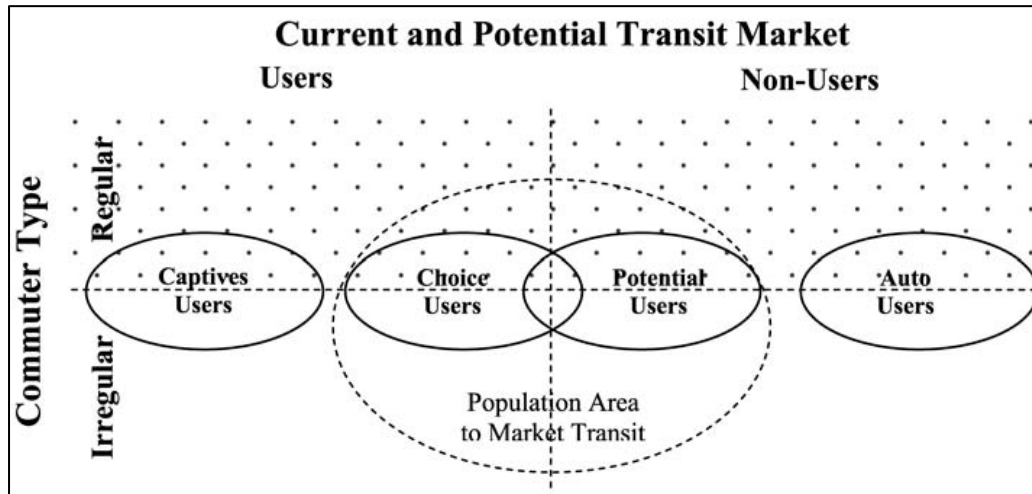 Current and Potential Transit Market
Users
Non-Users
Commuter Type
Regular
Irregular
Captives
Users
Choice
Users
Potential
Users
Auto
Users
Population Area
to Market Transit